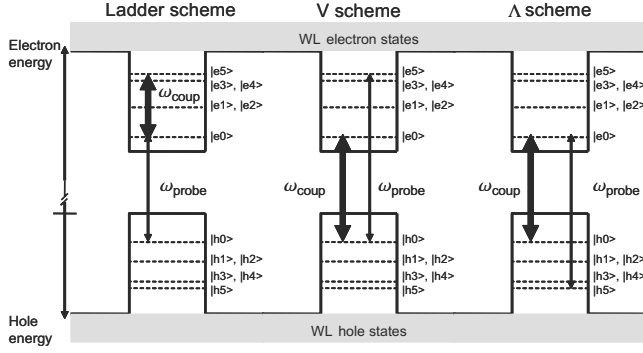 Ladder scheme
V scheme
Λ scheme
Electron
energy
WL electron states
|e5>
|e3>, |e4>
|e1>, |e2>
|e0>
ωcoup
ωprobe
|h0>
|h1>, |h2>
|h3>, |h4>
|h5>
|e5>
|e3>, |e4>
|e1>, |e2>
|e0>
ωcoup
ωprobe
|h0>
|h1>, |h2>
|h3>, |h4>
|h5>
|e5>
|e3>, |e4>
|e1>, |e2>
|e0>
ωcoup
ωprobe
|h0>
|h1>, |h2>
|h3>, |h4>
|h5>
Hole
energy
WL hole states